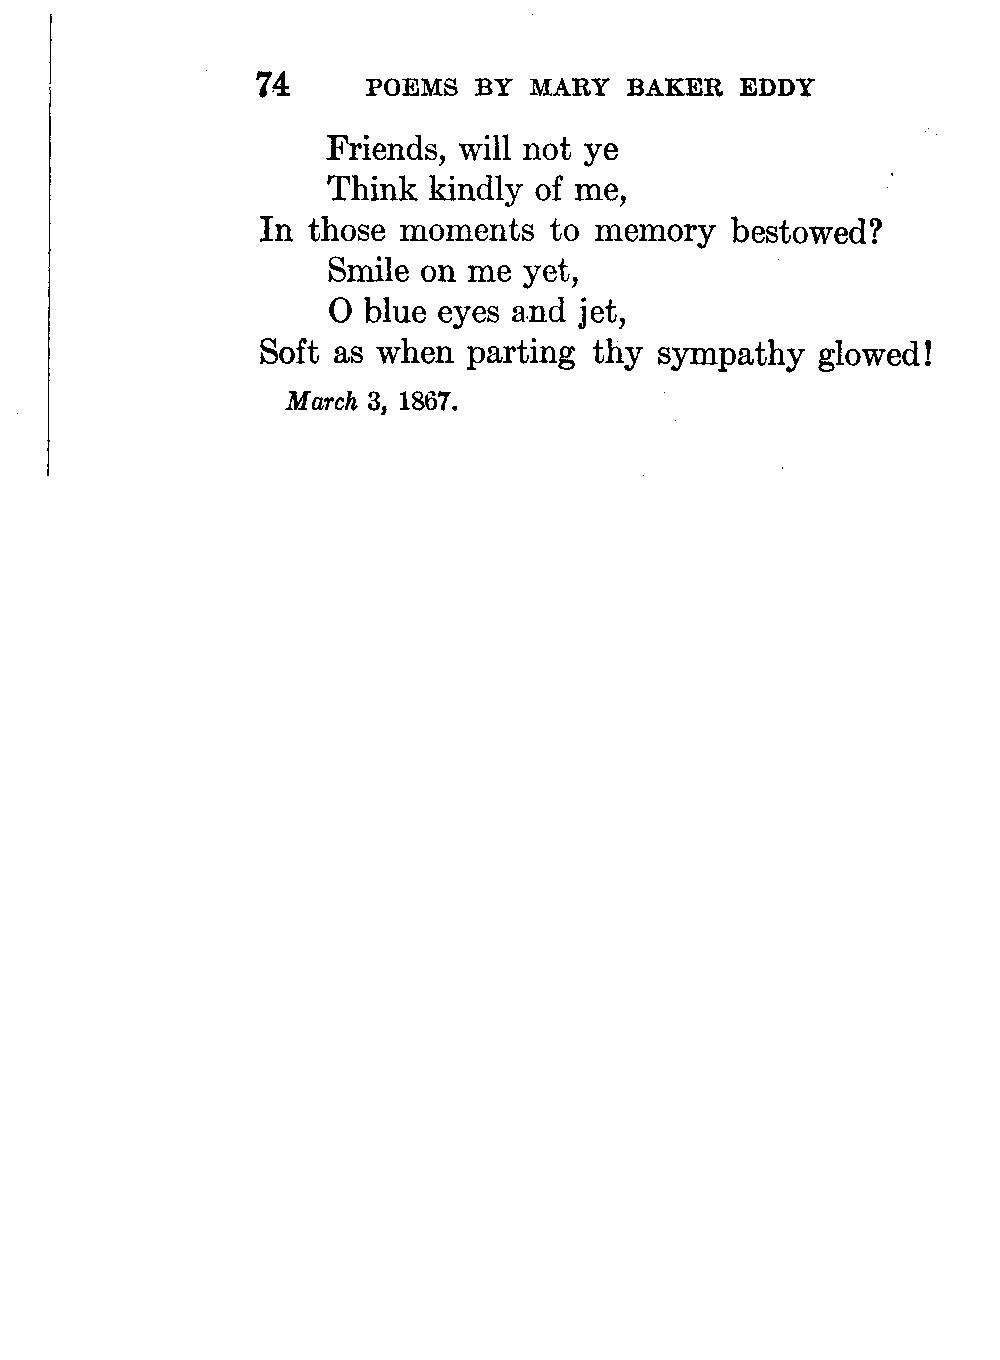 74 POEMS BY MARY BAKER EDDY
Friends, will not ye
Think kindly of me,
In those moments to memory bestowed?
Smile on me yet,
O blue eyes and jet,
Soft as when parting thy sympathy glowed!
March 3, 1867.